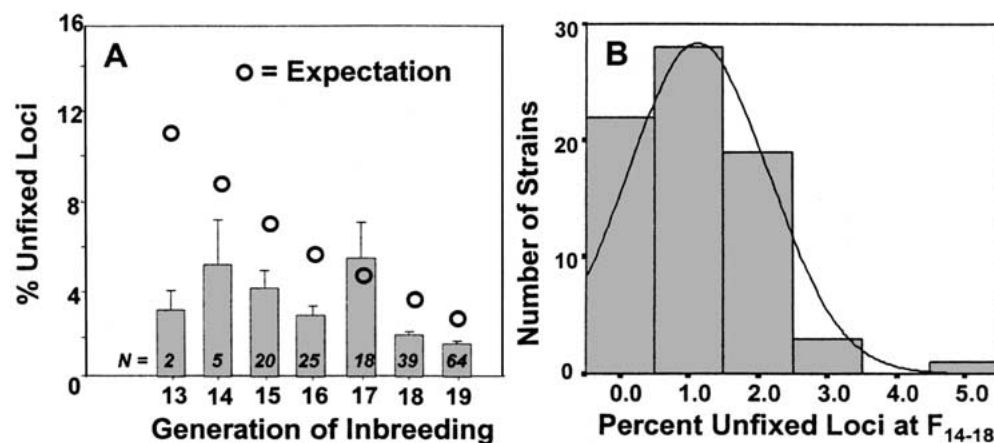 A
O = Expectation
% Unfixed Loci
16
12
8
4
0
N = 2 5 20 25 18 39 64
13 14 15 16 17 18 19
Generation of Inbreeding
B
Number of Strains
30
20
10
0
0.0 1.0 2.0 3.0 4.0 5.0
Percent Unfixed Loci at F14-18